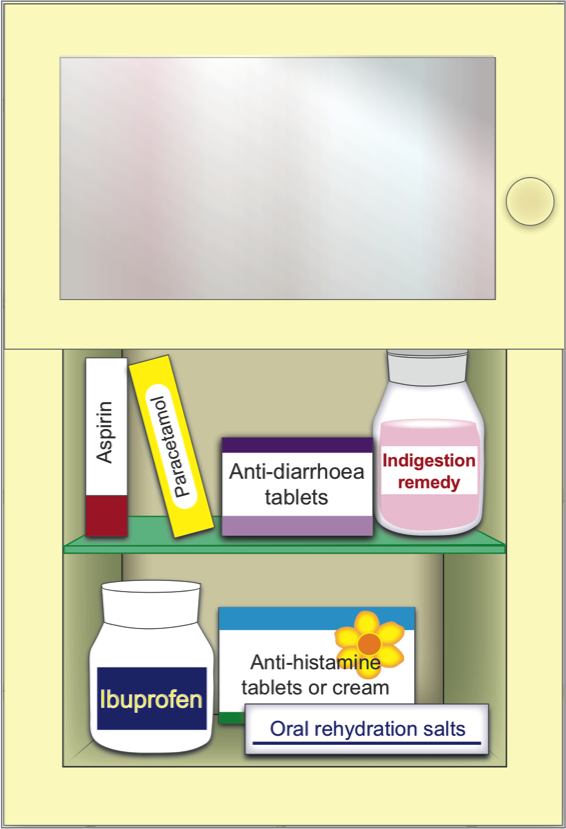 Aspirin
Paracetamol
Anti-diarrhoea
tablets
Indigestion
remedy
Ibuprofen
Anti-histamine
tablets or cream
Oral rehydration salts